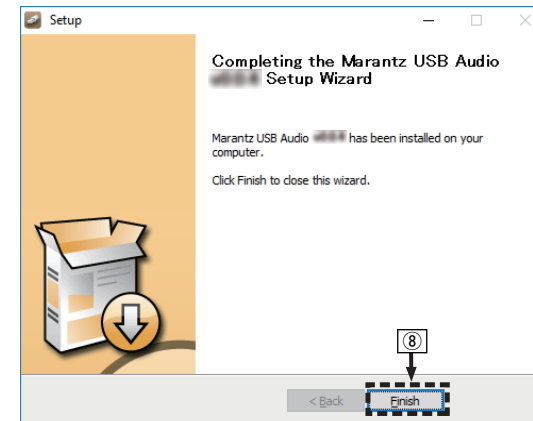 Setup
Completing the Marantz USB Audio
Setup Wizard
Marantz USB Audio has been installed on your
computer.
Click Finish to close this wizard.
⑧
< Back Finish